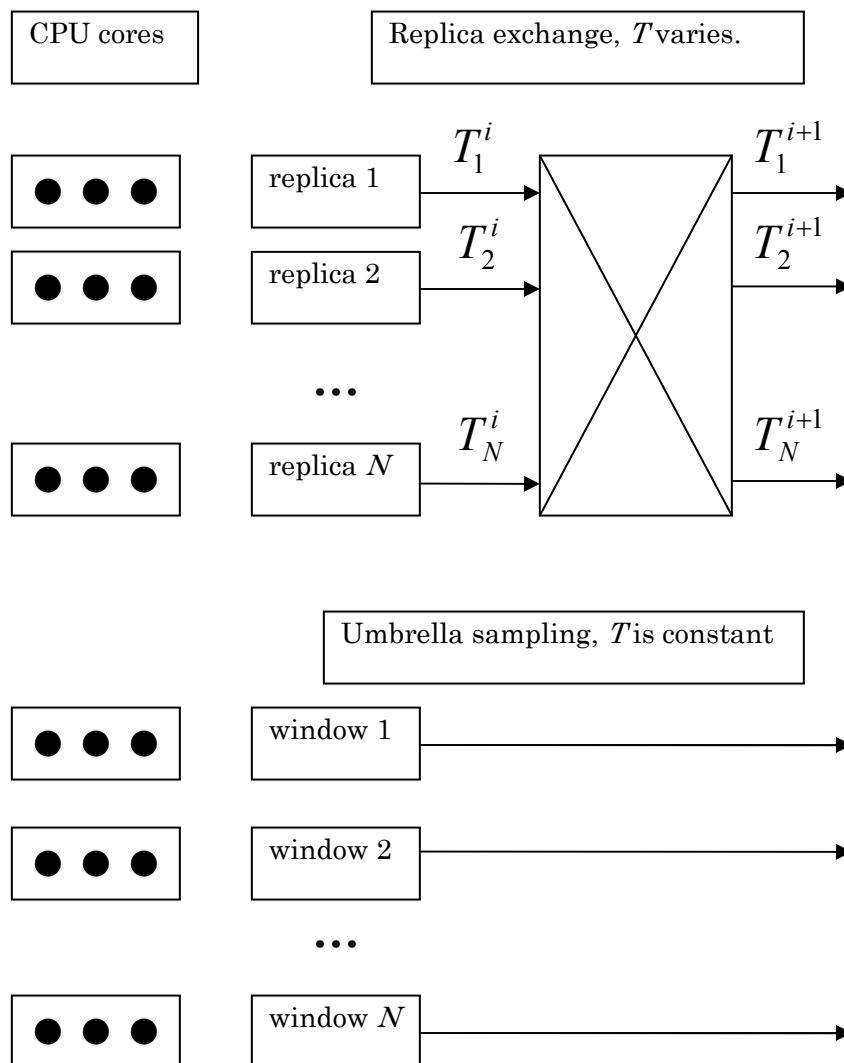 CPU cores
Replica exchange, T varies.
replica 1
T_1^i
T_1^{i+1}
replica 2
T_2^i
T_2^{i+1}
...
replica N
T_N^i
T_N^{i+1}
Umbrella sampling, T is constant
window 1
window 2
...
window N